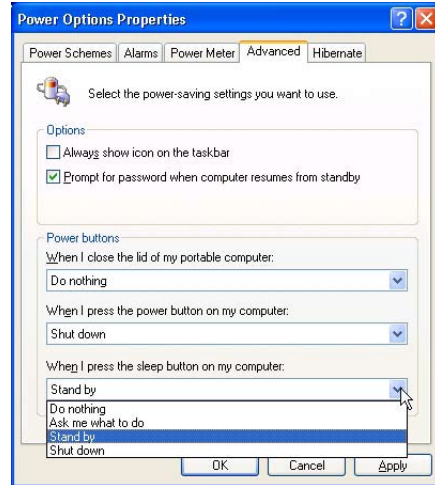 Power Options Properties
Power Schemes Alarms Power Meter Advanced Hibernate
Select the power-saving settings you want to use.
Options
Always show icon on the taskbar
Prompt for password when computer resumes from standby
Power buttons
When I close the lid of my portable computer:
Do nothing
When I press the power button on my computer:
Shut down
When I press the sleep button on my computer:
Stand by
Do nothing
Ask me what to do
Stand by
Shut down
OK Cancel Apply